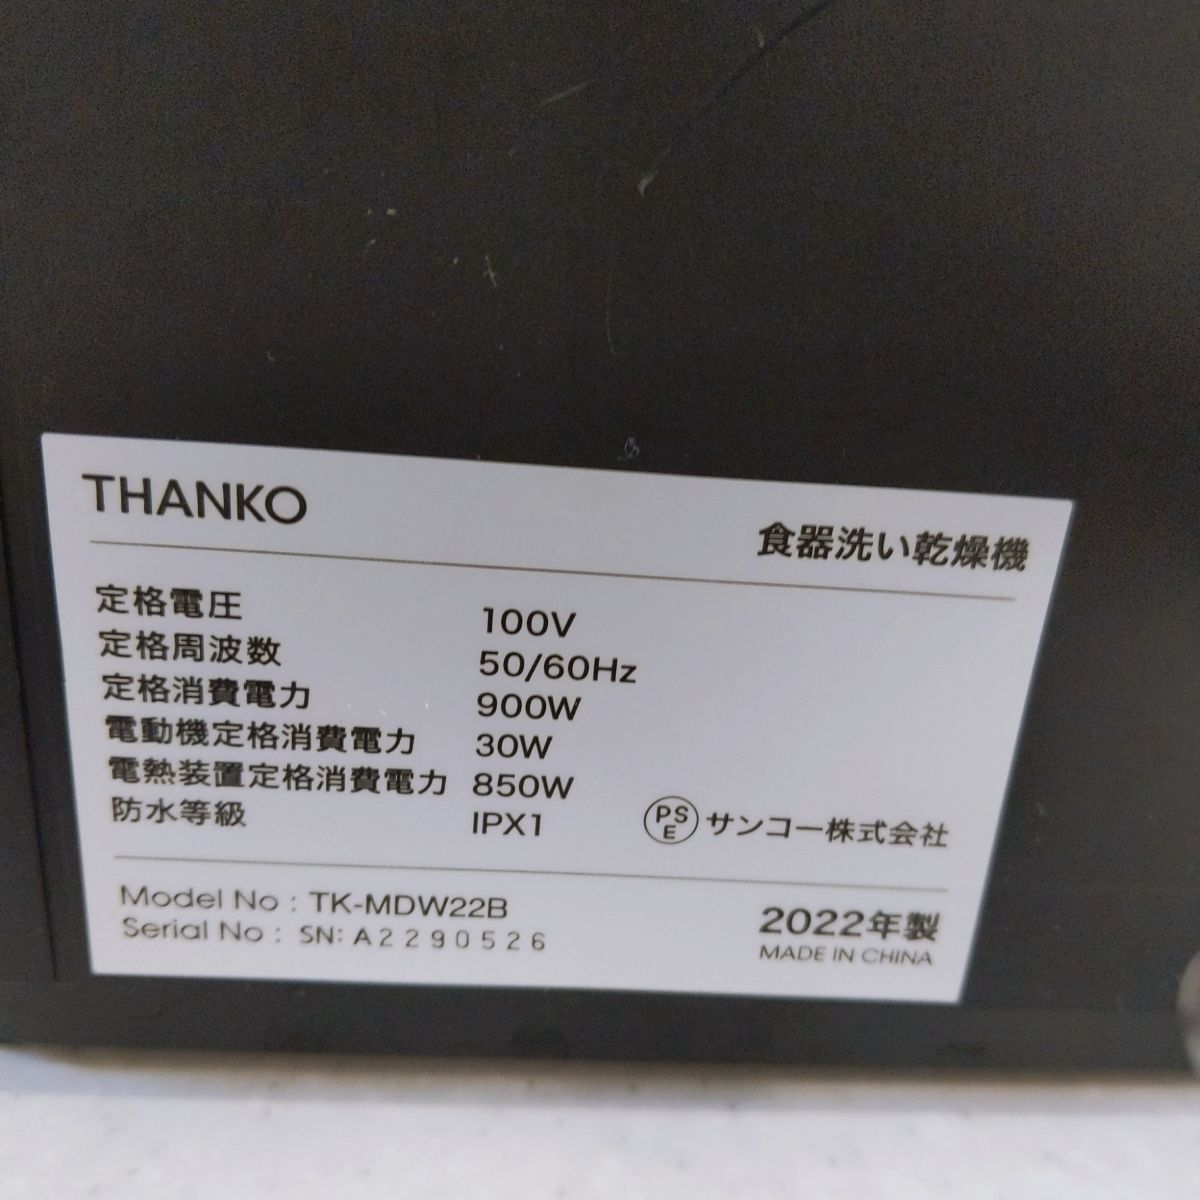 THANKO
食器洗い乾燥機
定格電圧 100V
定格周波数 50/60Hz
定格消費電力 900W
電動機定格消費電力 30W
電熱装置定格消費電力 850W
防水等級 IPX1
PSE サンコー株式会社
Model No : TK-MDW22B
Serial No : SN: A2290526
2022年製
MADE IN CHINA